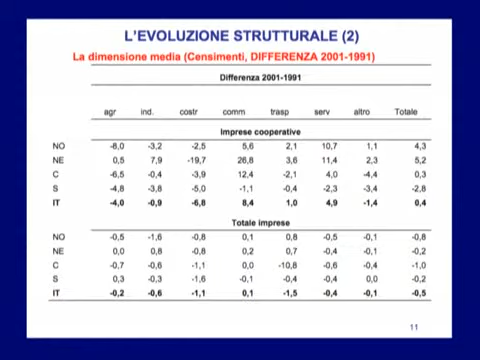 L'EVOLUZIONE STRUTTURALE (2)
La dimensione media (Censimenti, DIFFERENZA 2001-1991)
Differenza 2001-1991
agr ind. costr comm trasp serv altro Totale
Imprese cooperative
NO -8,0 -3,2 -2,5 5,6 2,1 10,7 1,1 4,3
NE 0,5 7,9 -19,7 26,8 3,6 11,4 2,3 5,2
C -6,5 -0,4 -3,9 12,4 -2,1 4,0 -4,4 0,3
S -4,8 -3,8 -5,0 -1,1 -0,4 -2,3 -3,4 -2,8
IT -4,0 -0,9 -6,8 8,4 1,0 4,9 -1,4 0,4
Totale imprese
NO -0,5 -1,6 -0,8 0,1 0,8 -0,5 -0,1 -0,8
NE 0,0 0,8 -0,8 0,2 0,7 -0,4 -0,1 -0,2
C -0,7 -0,6 -1,1 0,0 -10,8 -0,6 -0,4 -1,0
S 0,3 -0,3 -1,6 -0,1 -0,4 -0,4 0,0 -0,2
IT -0,2 -0,6 -1,1 0,1 -1,5 -0,4 -0,1 -0,5
11